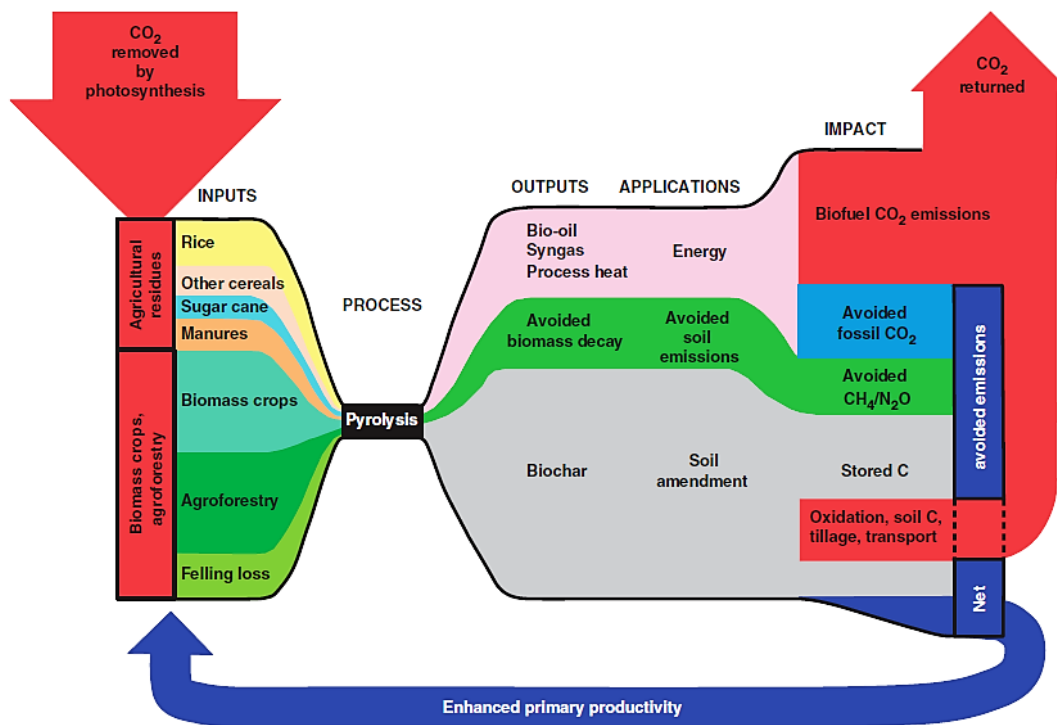 CO2
removed
by
photosynthesis
CO2
returned
INPUTS
PROCESS
OUTPUTS
APPLICATIONS
IMPACT
Agricultural
residues
Biomass crops,
agroforestry
Rice
Other cereals
Sugar cane
Manures
Biomass crops
Agroforestry
Felling loss
Pyrolysis
Bio-oil
Syngas
Process heat
Energy
Biofuel CO2 emissions
Avoided
biomass decay
Avoided
soil
emissions
Avoided
fossil CO2
Avoided
CH4/N2O
Biochar
Soil
amendment
Stored C
Oxidation, soil C,
tillage, transport
avoided emissions
Net
Enhanced primary productivity